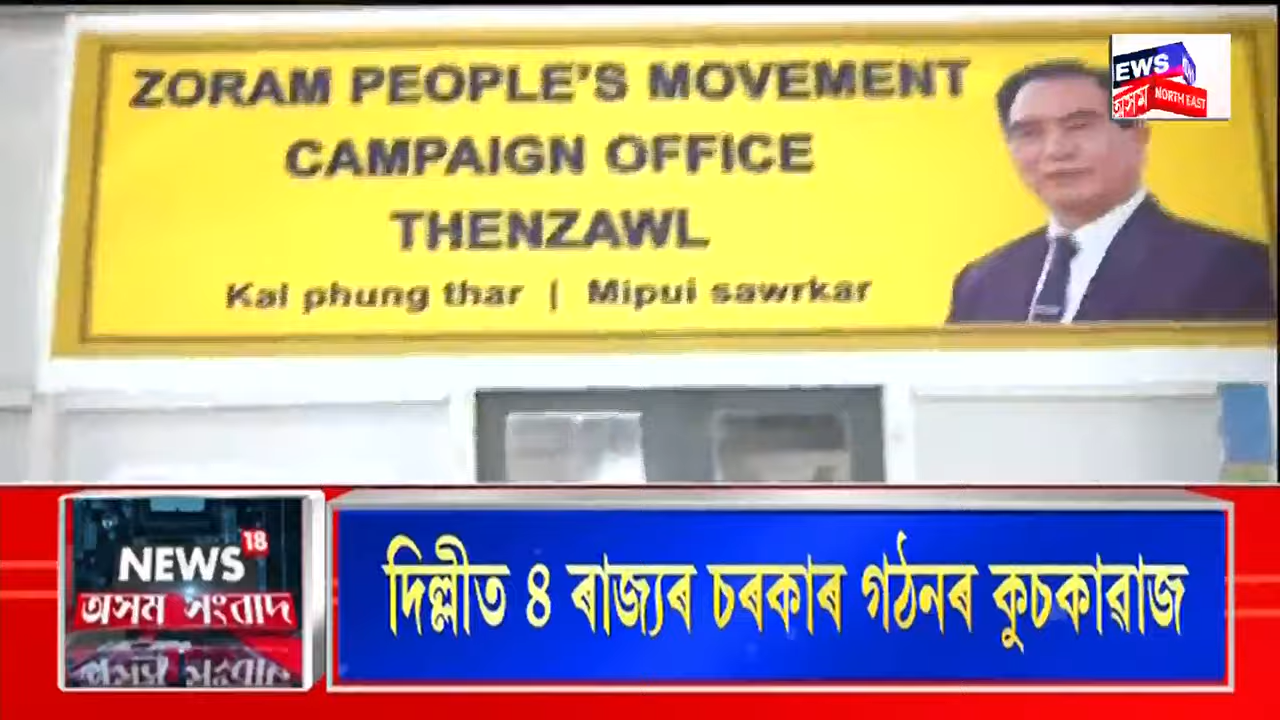 ZORAM PEOPLE'S MOVEMENT
CAMPAIGN OFFICE
THENZAWL
Kal phung thar | Mipui sawrkar
EWS
অসম NORTH EAST
NEWS 18
অসম সংবাদ
দিল্লীত ৪ ৰাজ্যৰ চৰকাৰ গঠনৰ কুচকাৱাজ